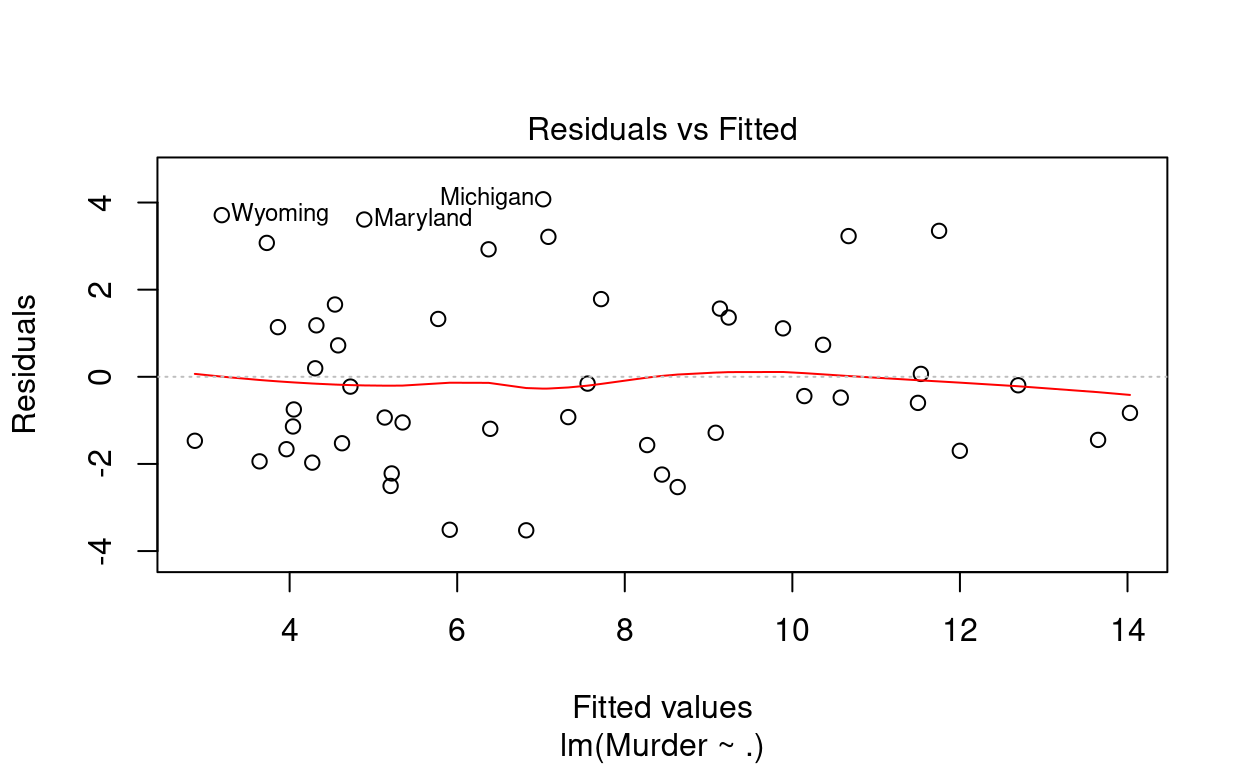 Residuals vs Fitted
Residuals
4
2
0
-2
-4
Michigan
Wyoming
Maryland
4 6 8 10 12 14
Fitted values
lm(Murder ~ .)